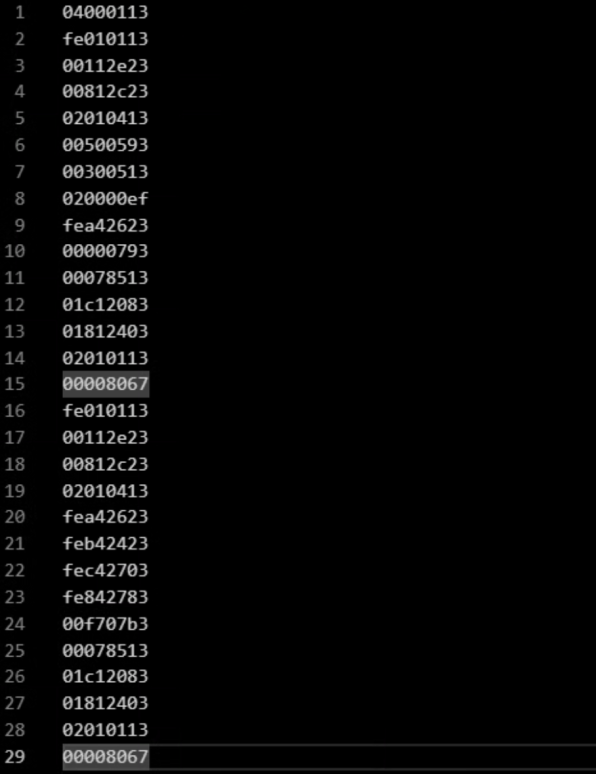 1 04000113
2 fe010113
3 00112e23
4 00812c23
5 02010413
6 00500593
7 00300513
8 020000ef
9 fea42623
10 00000793
11 00078513
12 01c12083
13 01812403
14 02010113
15 00008067
16 fe010113
17 00112e23
18 00812c23
19 02010413
20 fea42623
21 feb42423
22 fec42703
23 fe842783
24 00f707b3
25 00078513
26 01c12083
27 01812403
28 02010113
29 00008067